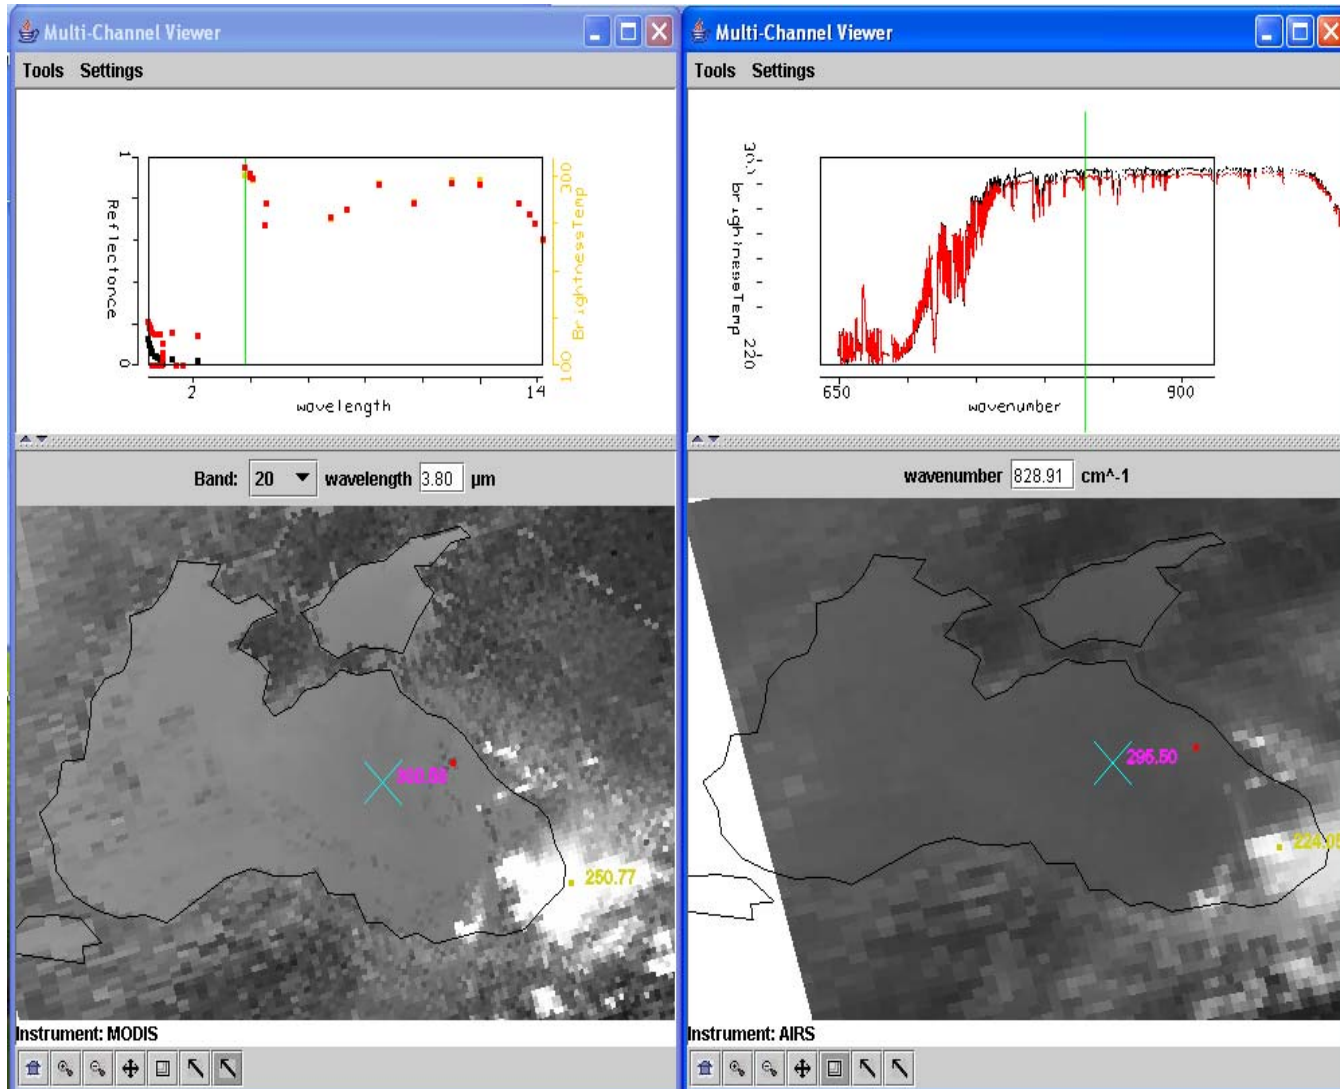 Multi-Channel Viewer
Tools Settings
1
Reflectance
0
2
14
wavelength
300
BrightnessTemp
100
Band: 20 wavelength 3.80 µm
250.77
Instrument: MODIS
Multi-Channel Viewer
Tools Settings
BrightnessTemp
220
650
900
wavenumber
wavenumber 828.91 cm^-1
295.50
224.05
Instrument: AIRS